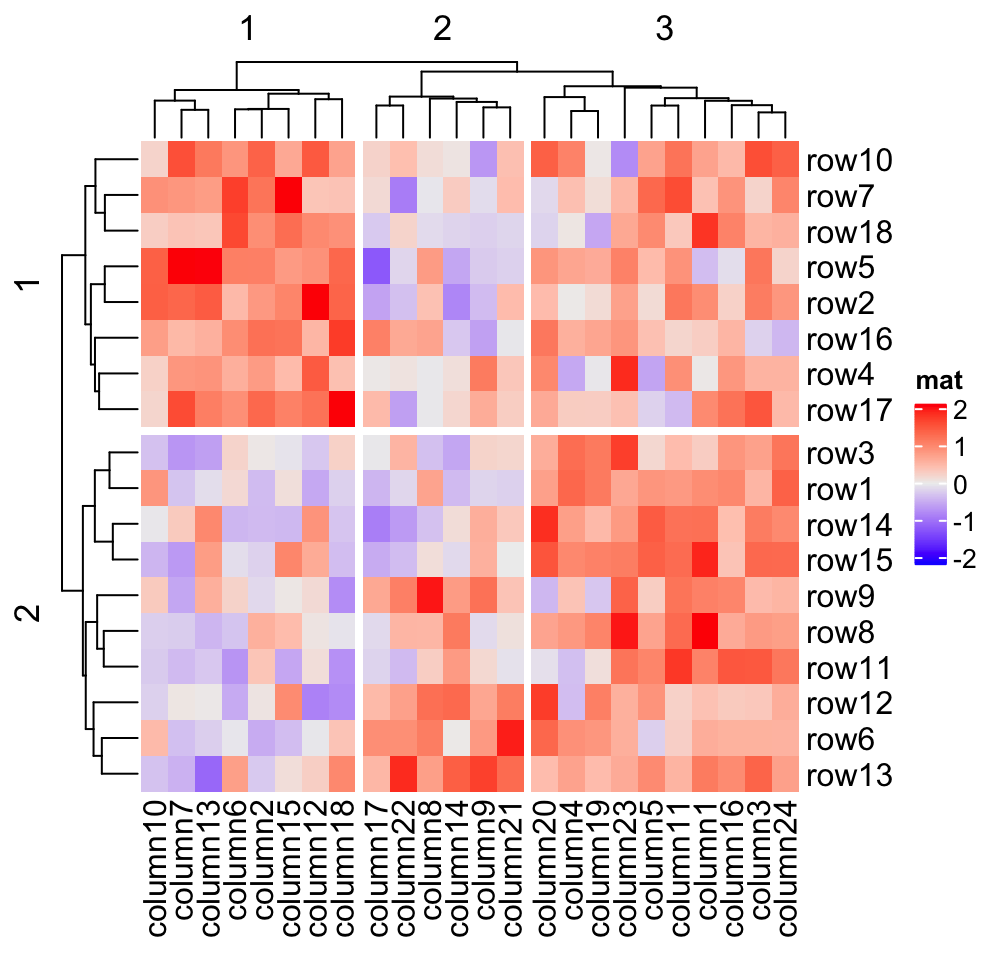 1 2 3
1
2
row10
row7
row18
row5
row2
row16
row4
row17
row3
row1
row14
row15
row9
row8
row11
row12
row6
row13
column10
column7
column13
column6
column2
column15
column12
column18
column17
column22
column8
column14
column9
column21
column20
column4
column19
column23
column5
column11
column1
column16
column3
column24
mat
2
1
0
-1
-2